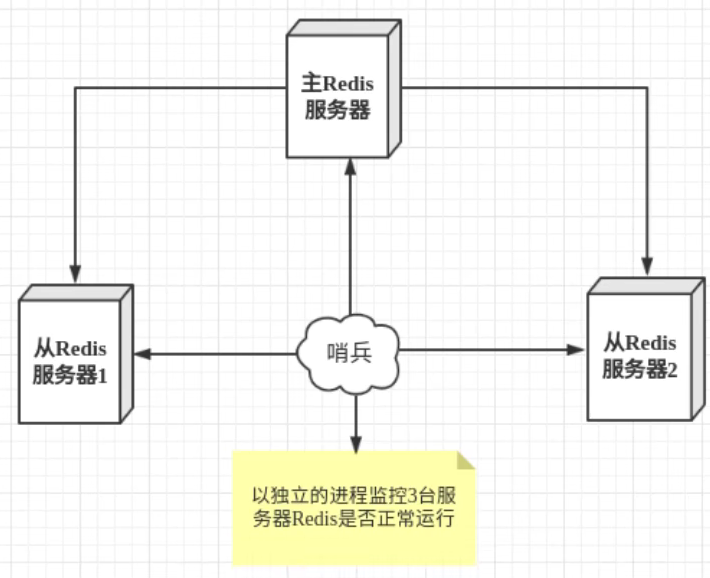 主Redis
服务器
从Redis
服务器1
哨兵
从Redis
服务器2
以独立的进程监控3台服
务器Redis是否正常运行